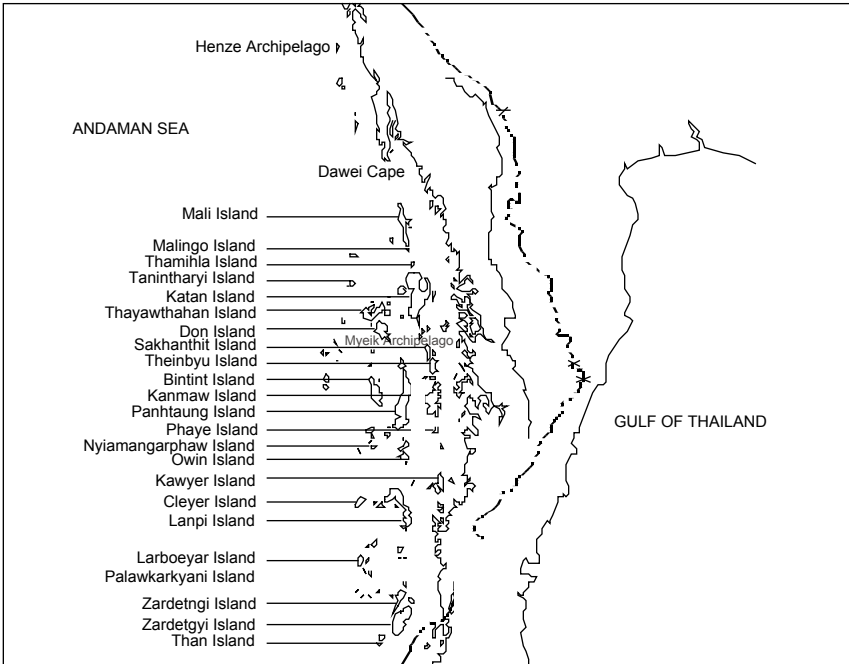 Henze Archipelago
ANDAMAN SEA
Dawei Cape
Mali Island
Malingo Island
Thamihla Island
Tanintharyi Island
Katan Island
Thayawthahan Island
Don Island
Myeik Archipelago
Sakhanthit Island
Theinbyu Island
Bintint Island
Kanmaw Island
Panhtaung Island
GULF OF THAILAND
Phaye Island
Nyiamangarphaw Island
Owin Island
Kawyer Island
Cleyer Island
Lanpi Island
Larboeyar Island
Palawkarkyani Island
Zardetngi Island
Zardetgyi Island
Than Island